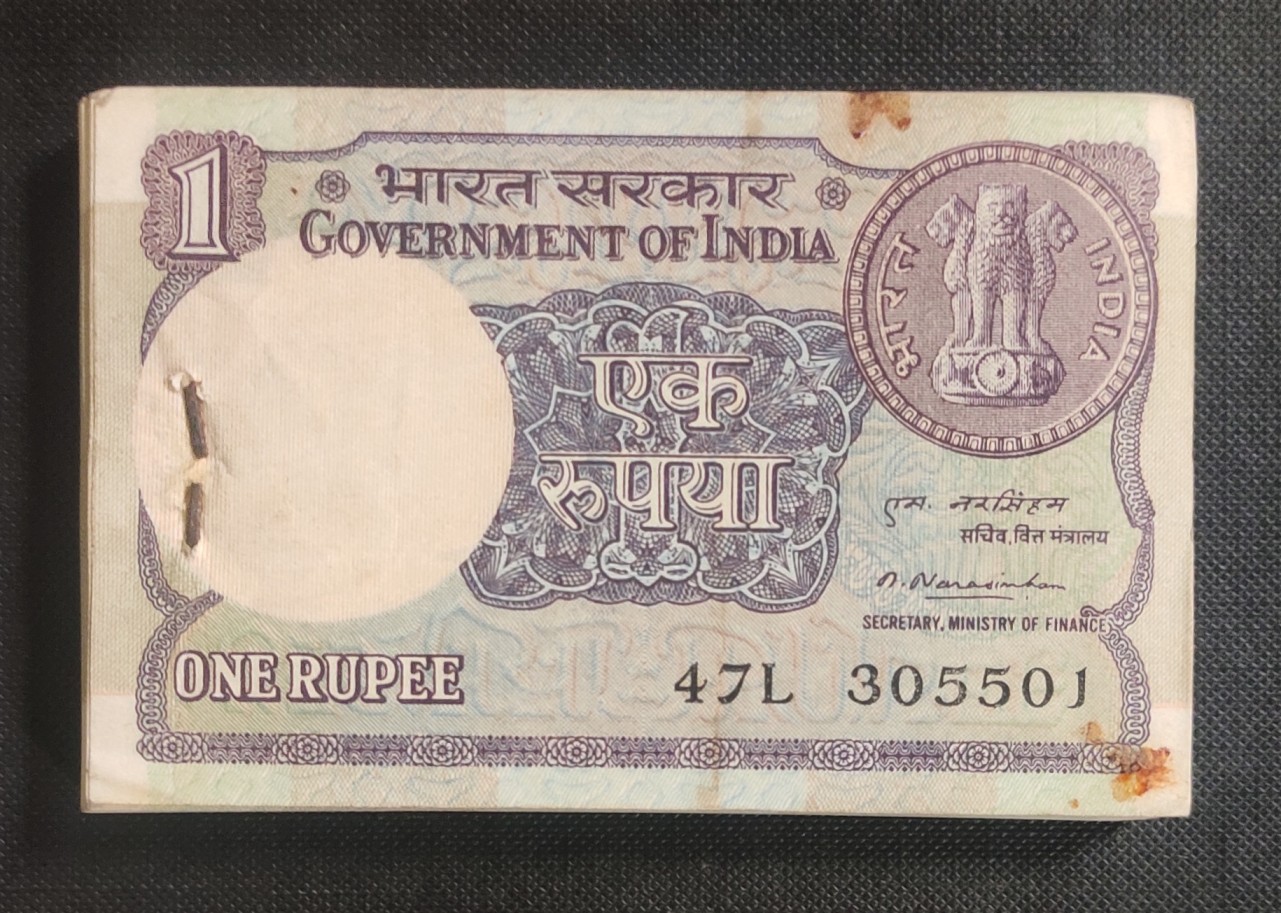 1
भारत सरकार
GOVERNMENT OF INDIA
भारत
INDIA
एक
रुपया
एस. नरसिंहम
सचिव, वित्त मंत्रालय
M. Narasimham
SECRETARY, MINISTRY OF FINANCE
ONE RUPEE
47L 305501